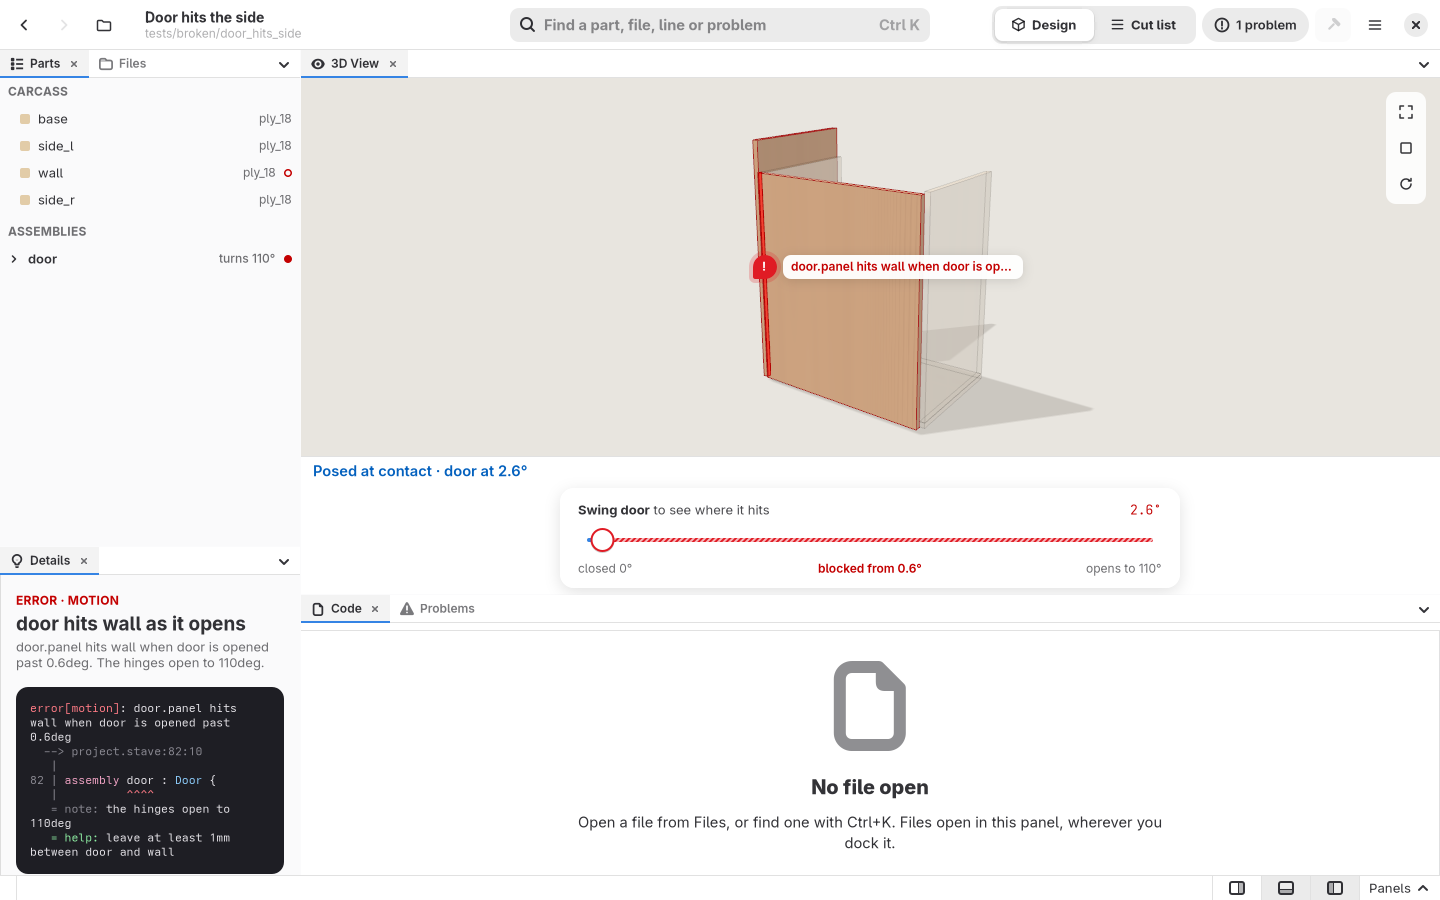 Door hits the side
tests/broken/door_hits_side
Find a part, file, line or problem Ctrl K
Design
Cut list
1 problem
Parts
Files
3D View
CARCASS
base ply_18
side_l ply_18
wall ply_18
side_r ply_18
ASSEMBLIES
door turns 110°
door.panel hits wall when door is op...
Posed at contact · door at 2.6°
Swing door to see where it hits 2.6°
closed 0° blocked from 0.6° opens to 110°
Details
ERROR · MOTION
door hits wall as it opens
door.panel hits wall when door is opened
past 0.6deg. The hinges open to 110deg.
error[motion]: door.panel hits
wall when door is opened past
0.6deg
--> project.stave:82:10
|
82 | assembly door : Door {
| ^^^^
= note: the hinges open to
110deg
= help: leave at least 1mm
between door and wall
Code
Problems
No file open
Open a file from Files, or find one with Ctrl+K. Files open in this panel, wherever you
dock it.
Panels